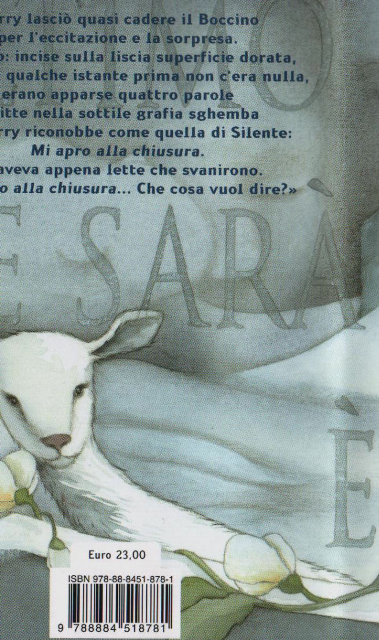 rry lasciò quasi cadere il Boccino
per l'eccitazione e la sorpresa.
o: incise sulla liscia superficie dorata,
qualche istante prima non c'era nulla,
erano apparse quattro parole
itte nella sottile grafia sghemba
rry riconobbe come quella di Silente:
Mi apro alla chiusura.
aveva appena lette che svanirono.
o alla chiusura... Che cosa vuol dire?»
E SARÀ
È
Euro 23,00
ISBN 978-88-8451-878-1
9 788884 518781